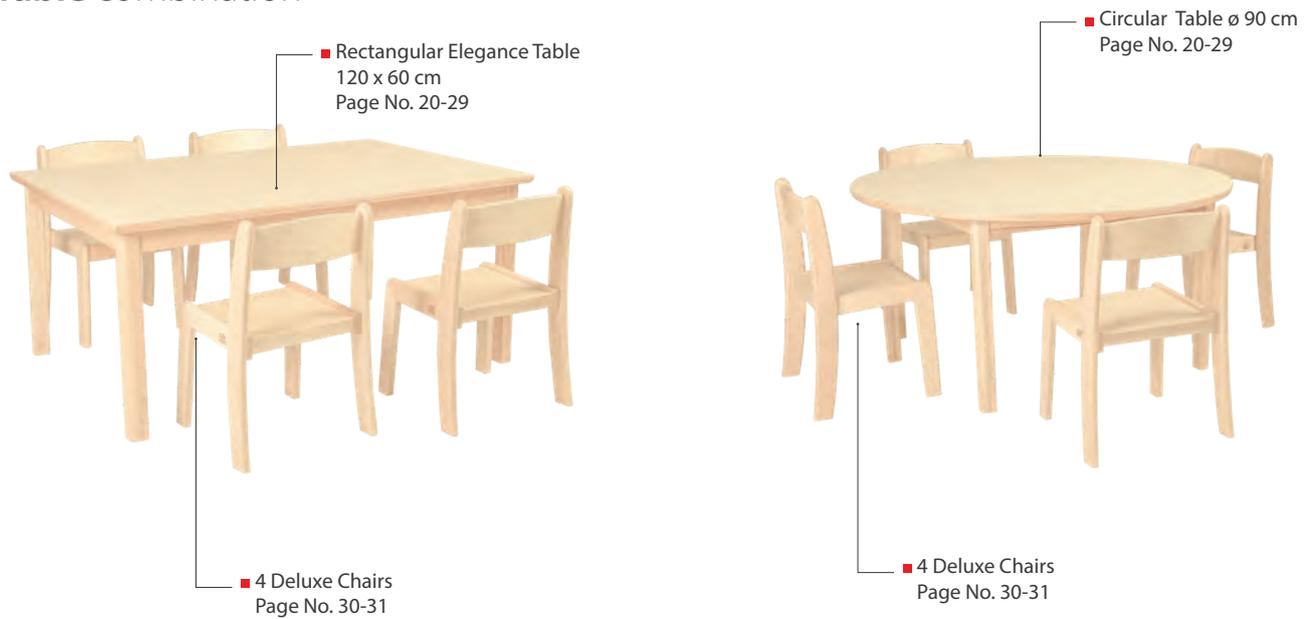 Rectangular Elegance Table
120 x 60 cm
Page No. 20-29
4 Deluxe Chairs
Page No. 30-31
Circular Table ø 90 cm
Page No. 20-29
4 Deluxe Chairs
Page No. 30-31